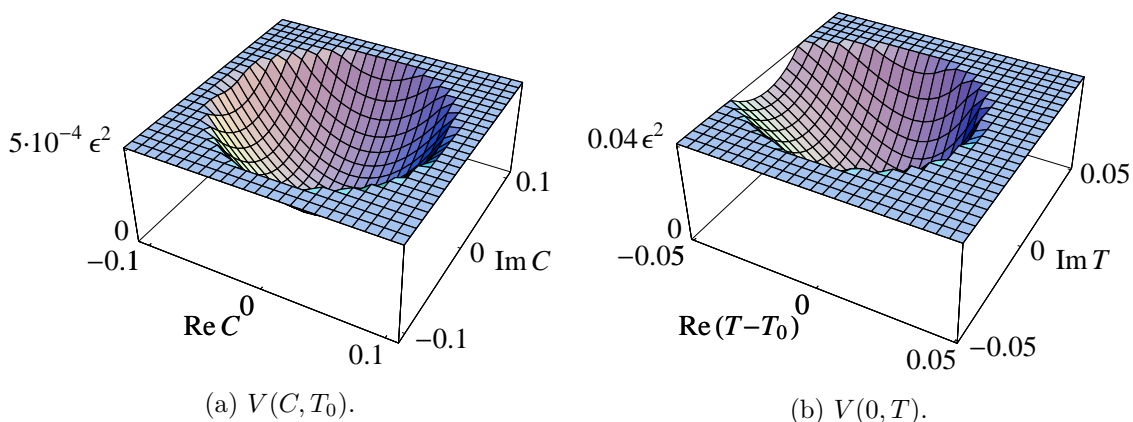 5·10⁻⁴ ϵ²
0
−0.1
Re C
0
0.1
−0.1
0
Im C
0.1
(a) V(C, T₀).
0.04 ϵ²
0
−0.05
Re (T−T₀)
0
0.05
−0.05
0
Im T
0.05
(b) V(0, T).